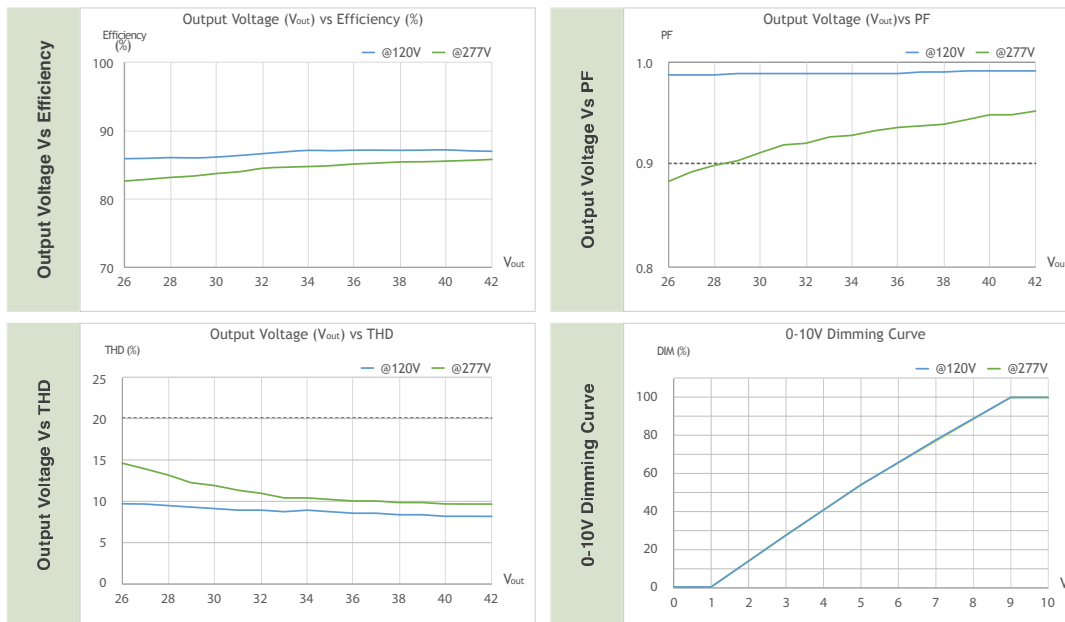 Output Voltage Vs Efficiency
Output Voltage (Vout) vs Efficiency (%)
Efficiency
(%)
@120V @277V
100
90
80
70
26 28 30 32 34 36 38 40 42
Vout
Output Voltage Vs PF
Output Voltage (Vout)vs PF
PF
@120V @277V
1.0
0.9
0.8
26 28 30 32 34 36 38 40 42
Vout
Output Voltage Vs THD
Output Voltage (Vout) vs THD
THD (%)
@120V @277V
25
20
15
10
5
0
26 28 30 32 34 36 38 40 42
Vout
0-10V Dimming Curve
0-10V Dimming Curve
DIM (%)
@120V @277V
100
80
60
40
20
0
0 1 2 3 4 5 6 7 8 9 10
V